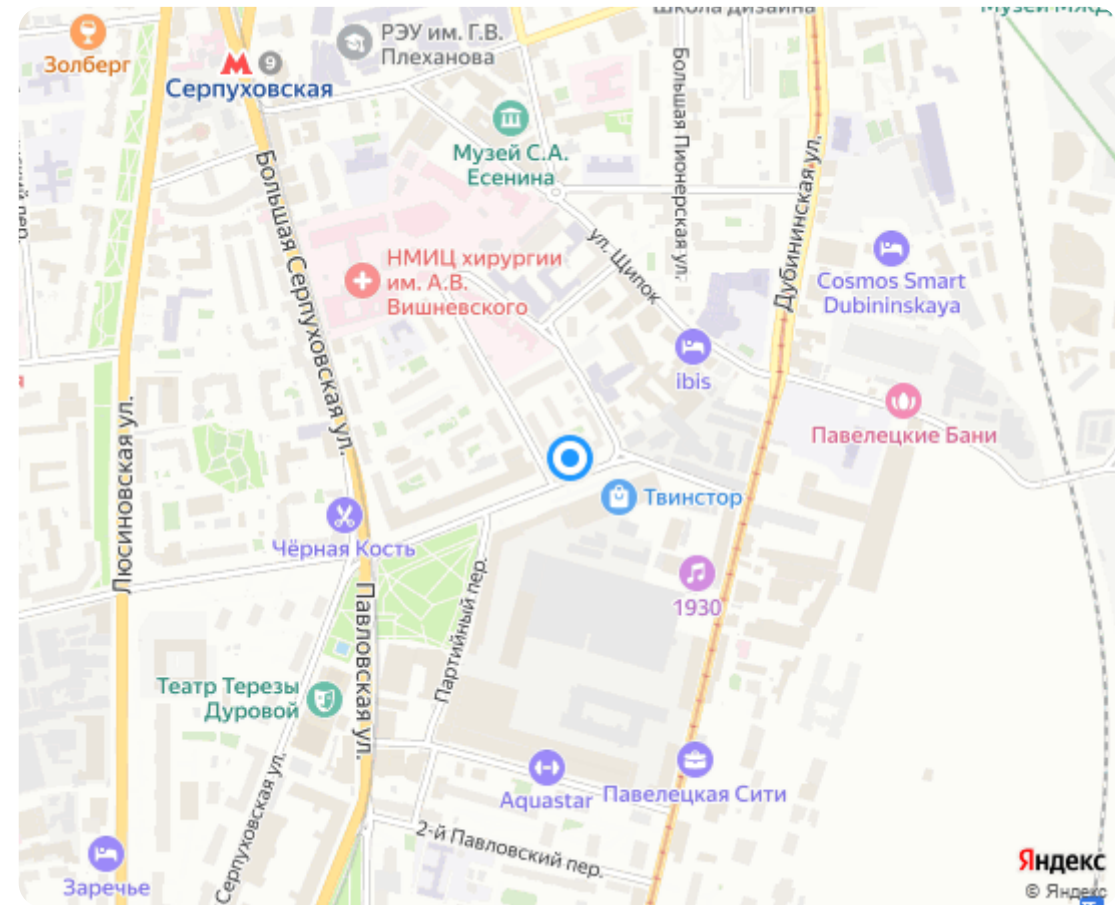 Школа дизайна
Золберг
9
РЭУ им. Г.В.
Плеханова
Серпуховская
Большая Пионерская ул.
Музей С.А.
Есенина
Большая Серпуховская ул.
Дубининская ул.
ул. Щипок
НМИЦ хирургии
им. А.В.
Вишневского
Cosmos Smart
Dubininskaya
ibis
Павелецкие Бани
Люсиновская ул.
Твинстор
Чёрная Кость
1930
Партийный пер.
Павловская ул.
Театр Терезы
Дуровой
Aquastar
Павелецкая Сити
Серпуховская ул.
2-й Павловский пер.
Заречье
Яндекс
© Яндекс